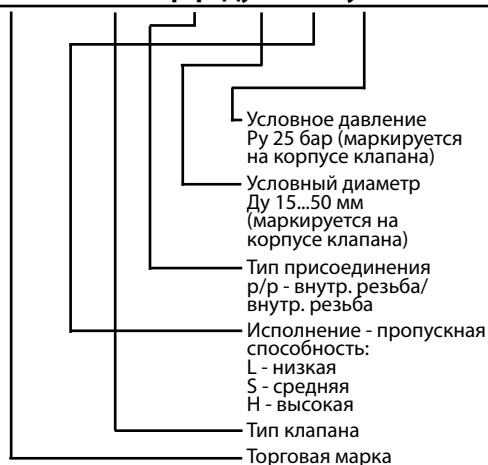 Условное давление
Ру 25 бар (маркируется
на корпусе клапана)
Условный диаметр
Ду 15...50 мм
(маркируется на
корпусе клапана)
Тип присоединения
р/р - внутр. резьба/
внутр. резьба
Исполнение - пропускная
способность:
L - низкая
S - средняя
H - высокая
Тип клапана
Торговая марка